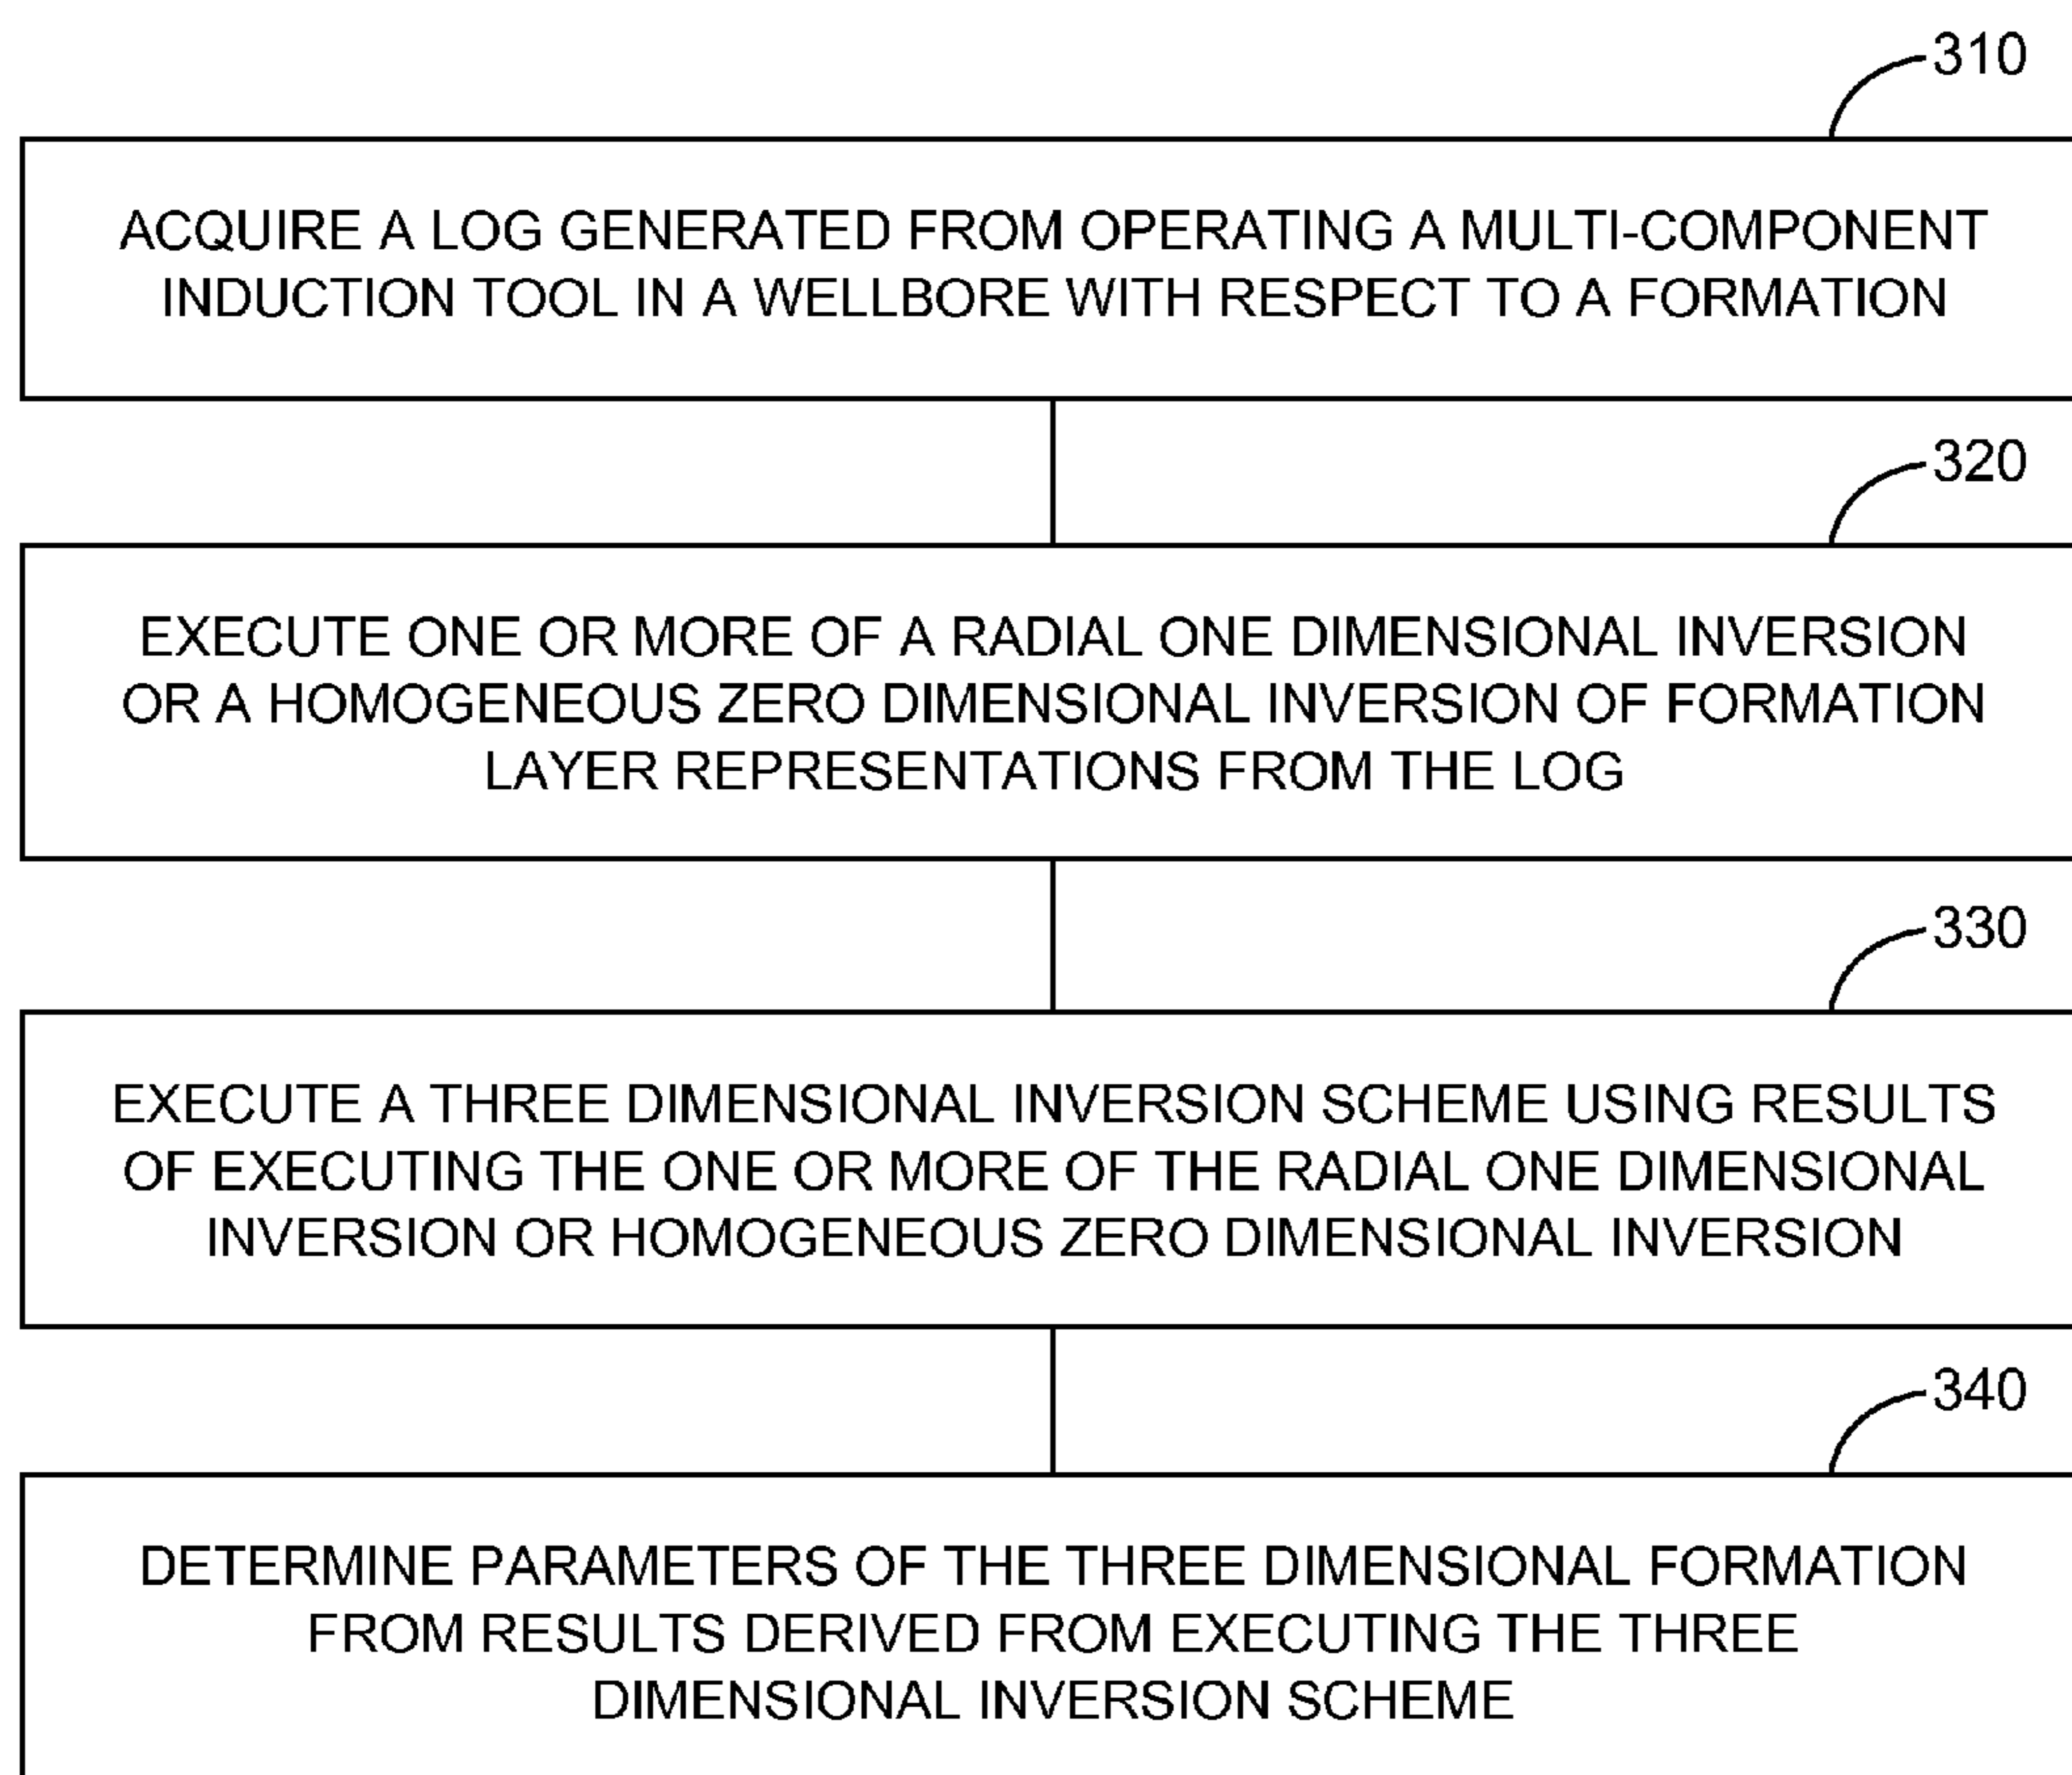 310
ACQUIRE A LOG GENERATED FROM OPERATING A MULTI-COMPONENT
INDUCTION TOOL IN A WELLBORE WITH RESPECT TO A FORMATION
320
EXECUTE ONE OR MORE OF A RADIAL ONE DIMENSIONAL INVERSION
OR A HOMOGENEOUS ZERO DIMENSIONAL INVERSION OF FORMATION
LAYER REPRESENTATIONS FROM THE LOG
330
EXECUTE A THREE DIMENSIONAL INVERSION SCHEME USING RESULTS
OF EXECUTING THE ONE OR MORE OF THE RADIAL ONE DIMENSIONAL
INVERSION OR HOMOGENEOUS ZERO DIMENSIONAL INVERSION
340
DETERMINE PARAMETERS OF THE THREE DIMENSIONAL FORMATION
FROM RESULTS DERIVED FROM EXECUTING THE THREE
DIMENSIONAL INVERSION SCHEME